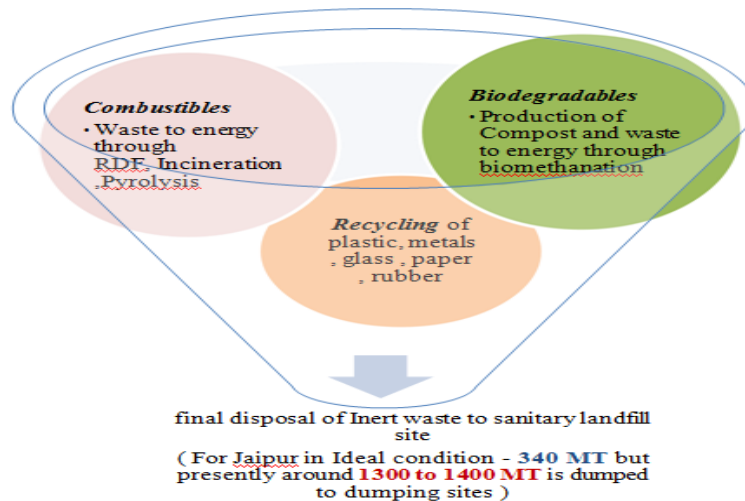 Combustibles
• Waste to energy
through
RDF, Incineration
,Pyrolysis
Biodegradables
• Production of
Compost and waste
to energy through
biomethanation
Recycling of
plastic, metals
, glass , paper
, rubber
final disposal of Inert waste to sanitary landfill
site
( For Jaipur in Ideal condition - 340 MT but
presently around 1300 to 1400 MT is dumped
to dumping sites )